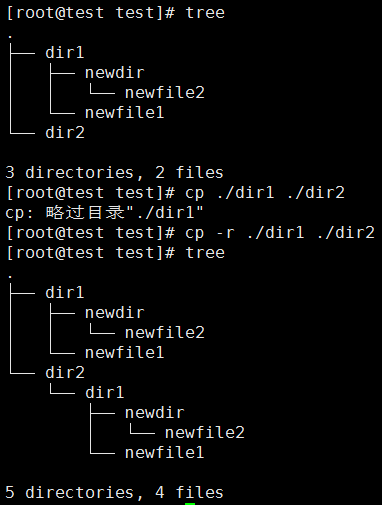 [root@test test]# tree
.
├── dir1
│   ├── newdir
│   │   └── newfile2
│   └── newfile1
└── dir2

3 directories, 2 files
[root@test test]# cp ./dir1 ./dir2
cp: 略过目录"./dir1"
[root@test test]# cp -r ./dir1 ./dir2
[root@test test]# tree
.
├── dir1
│   ├── newdir
│   │   └── newfile2
│   └── newfile1
└── dir2
    └── dir1
        ├── newdir
        │   └── newfile2
        └── newfile1

5 directories, 4 files